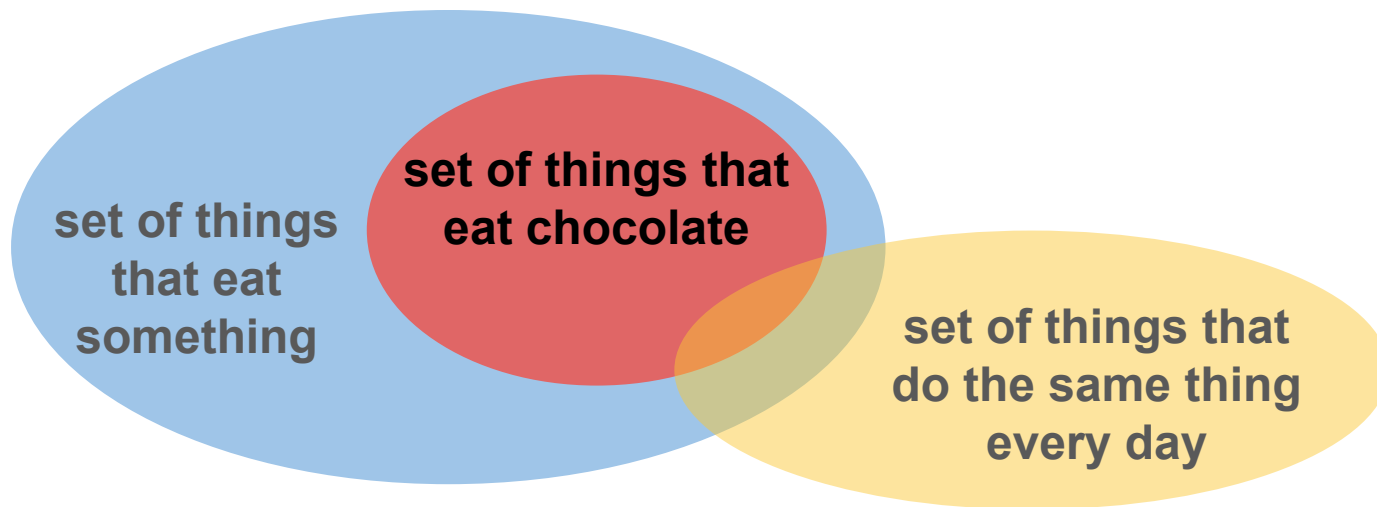 set of things that
eat chocolate
set of things
that eat
something
set of things that
do the same thing
every day